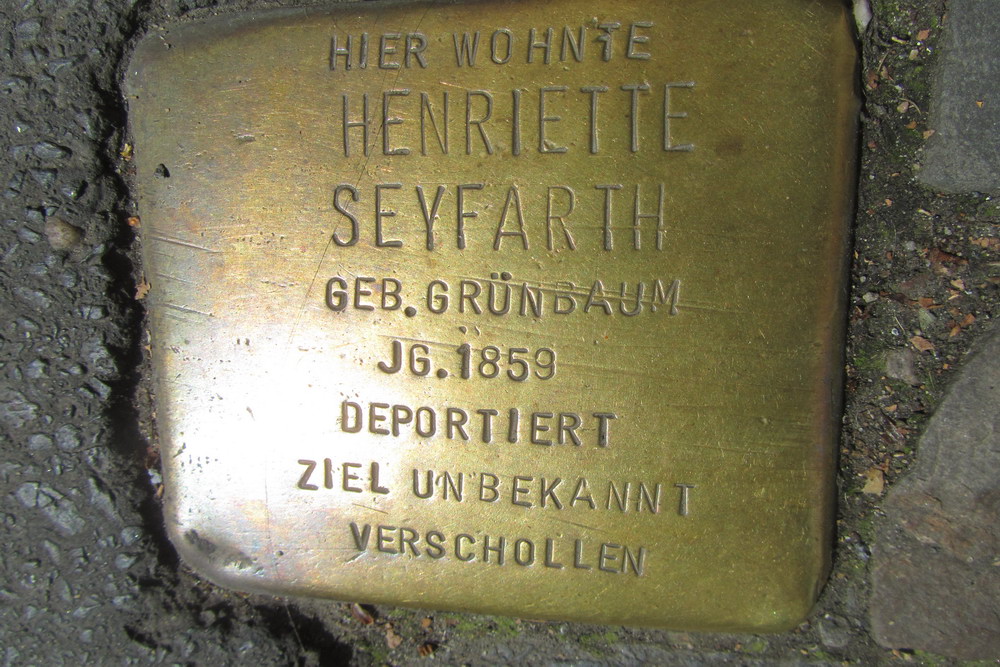 HIER WOHNTE
HENRIETTE
SEYFARTH
GEB. GRÜNBAUM
JG. 1859
DEPORTIERT
ZIEL UNBEKANNT
VERSCHOLLEN